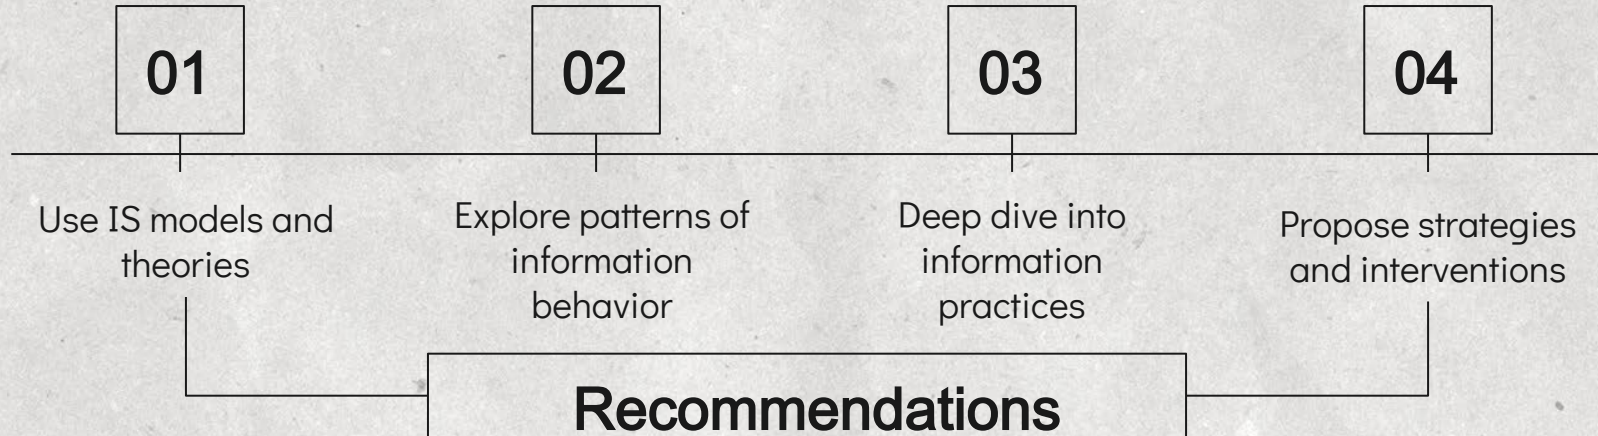 01
02
03
04
Use IS models and
theories
Explore patterns of
information
behavior
Deep dive into
information
practices
Propose strategies
and interventions
Recommendations